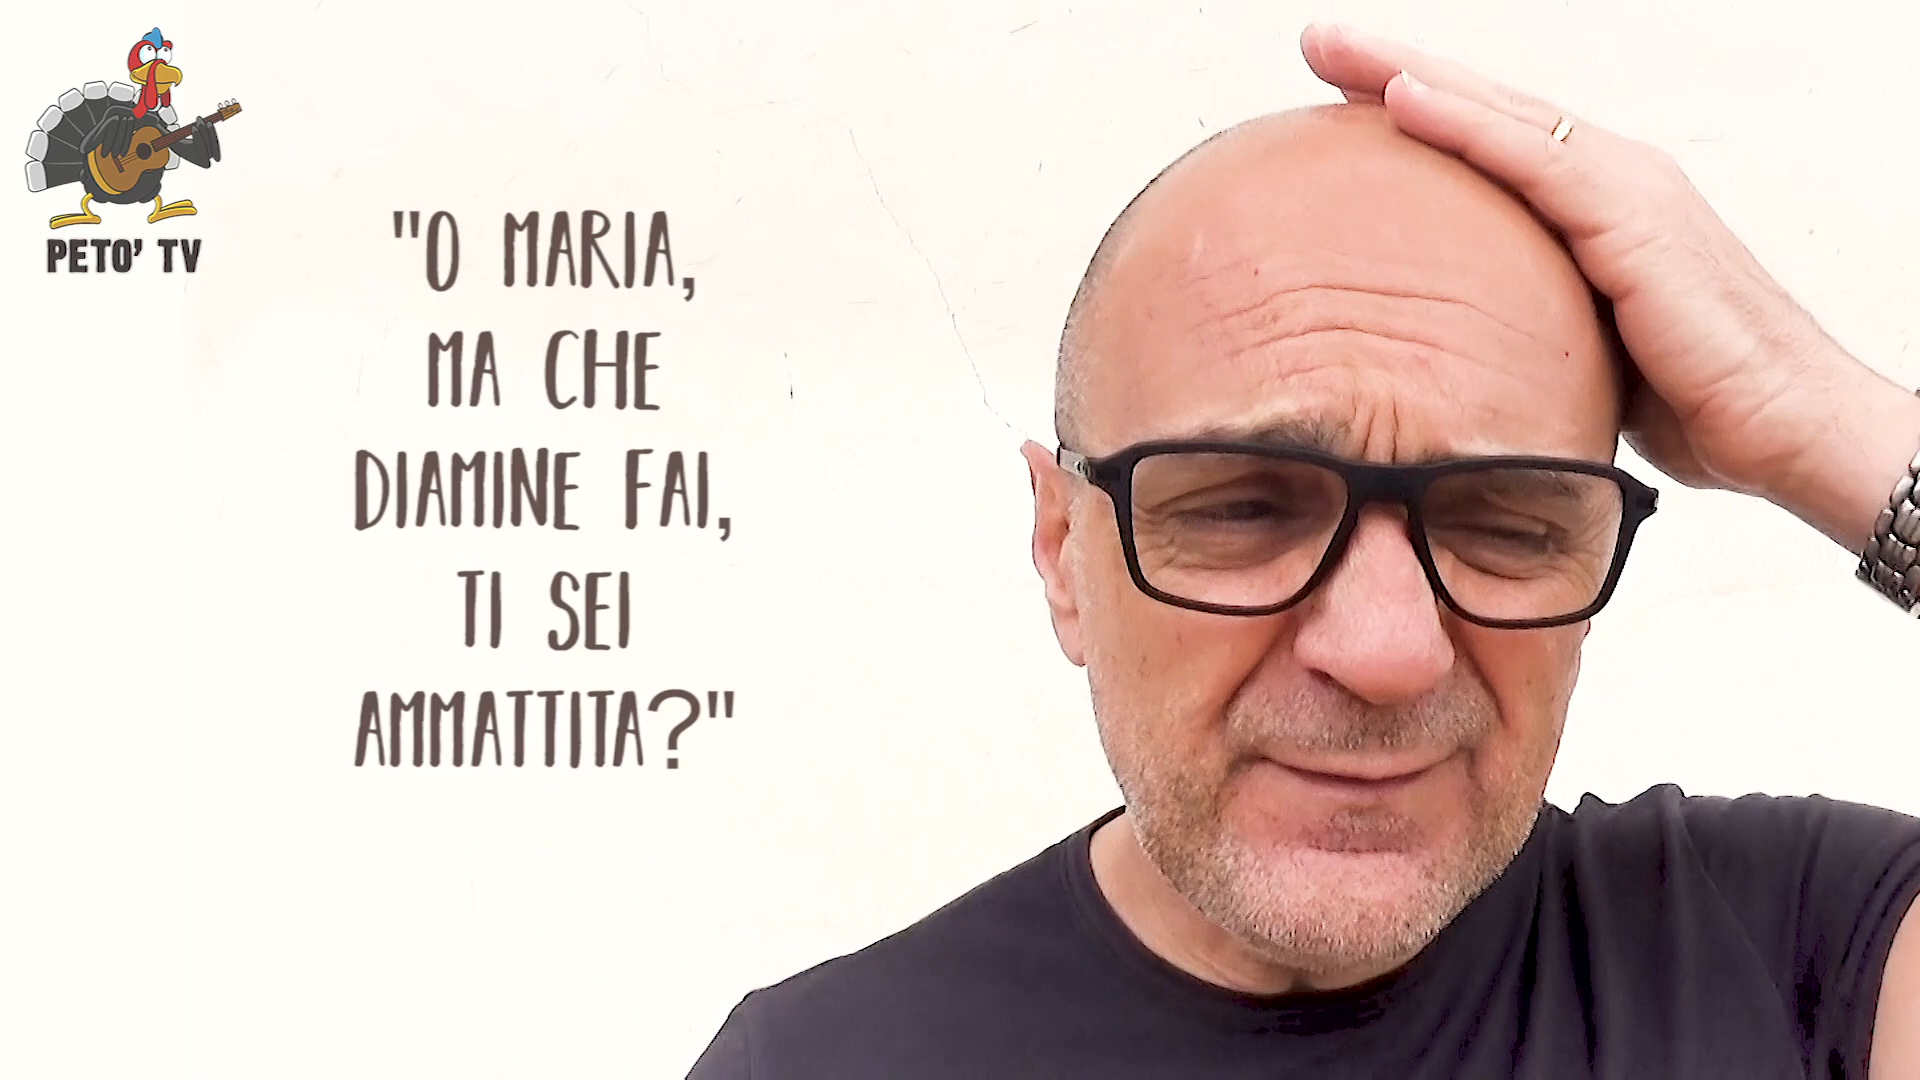 PETO' TV
"O MARIA,
MA CHE
DIAMINE FAI,
TI SEI
AMMATTITA?"